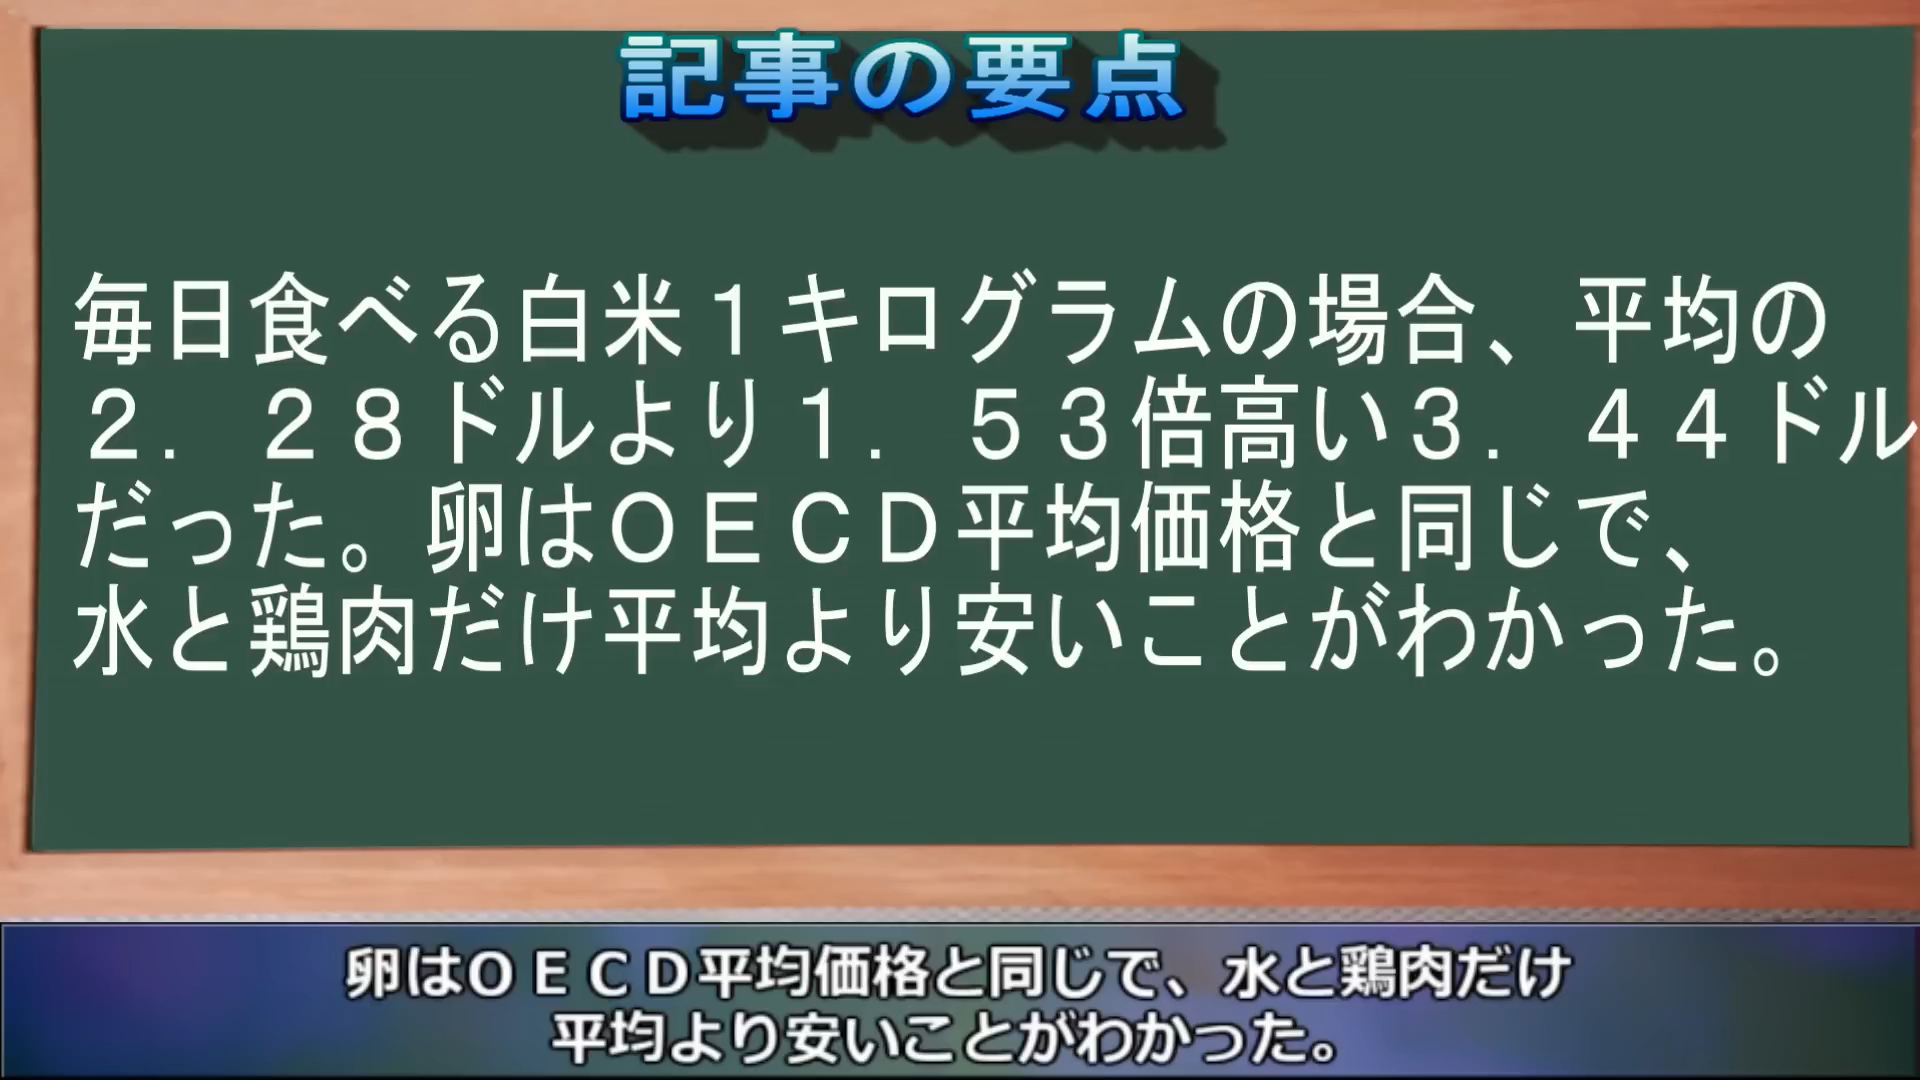 記事の要点
毎日食べる白米１キログラムの場合、平均の
２．２８ドルより１．５３倍高い３．４４ドル
だった。卵はＯＥＣＤ平均価格と同じで、
水と鶏肉だけ平均より安いことがわかった。
卵はＯＥＣＤ平均価格と同じで、水と鶏肉だけ
平均より安いことがわかった。